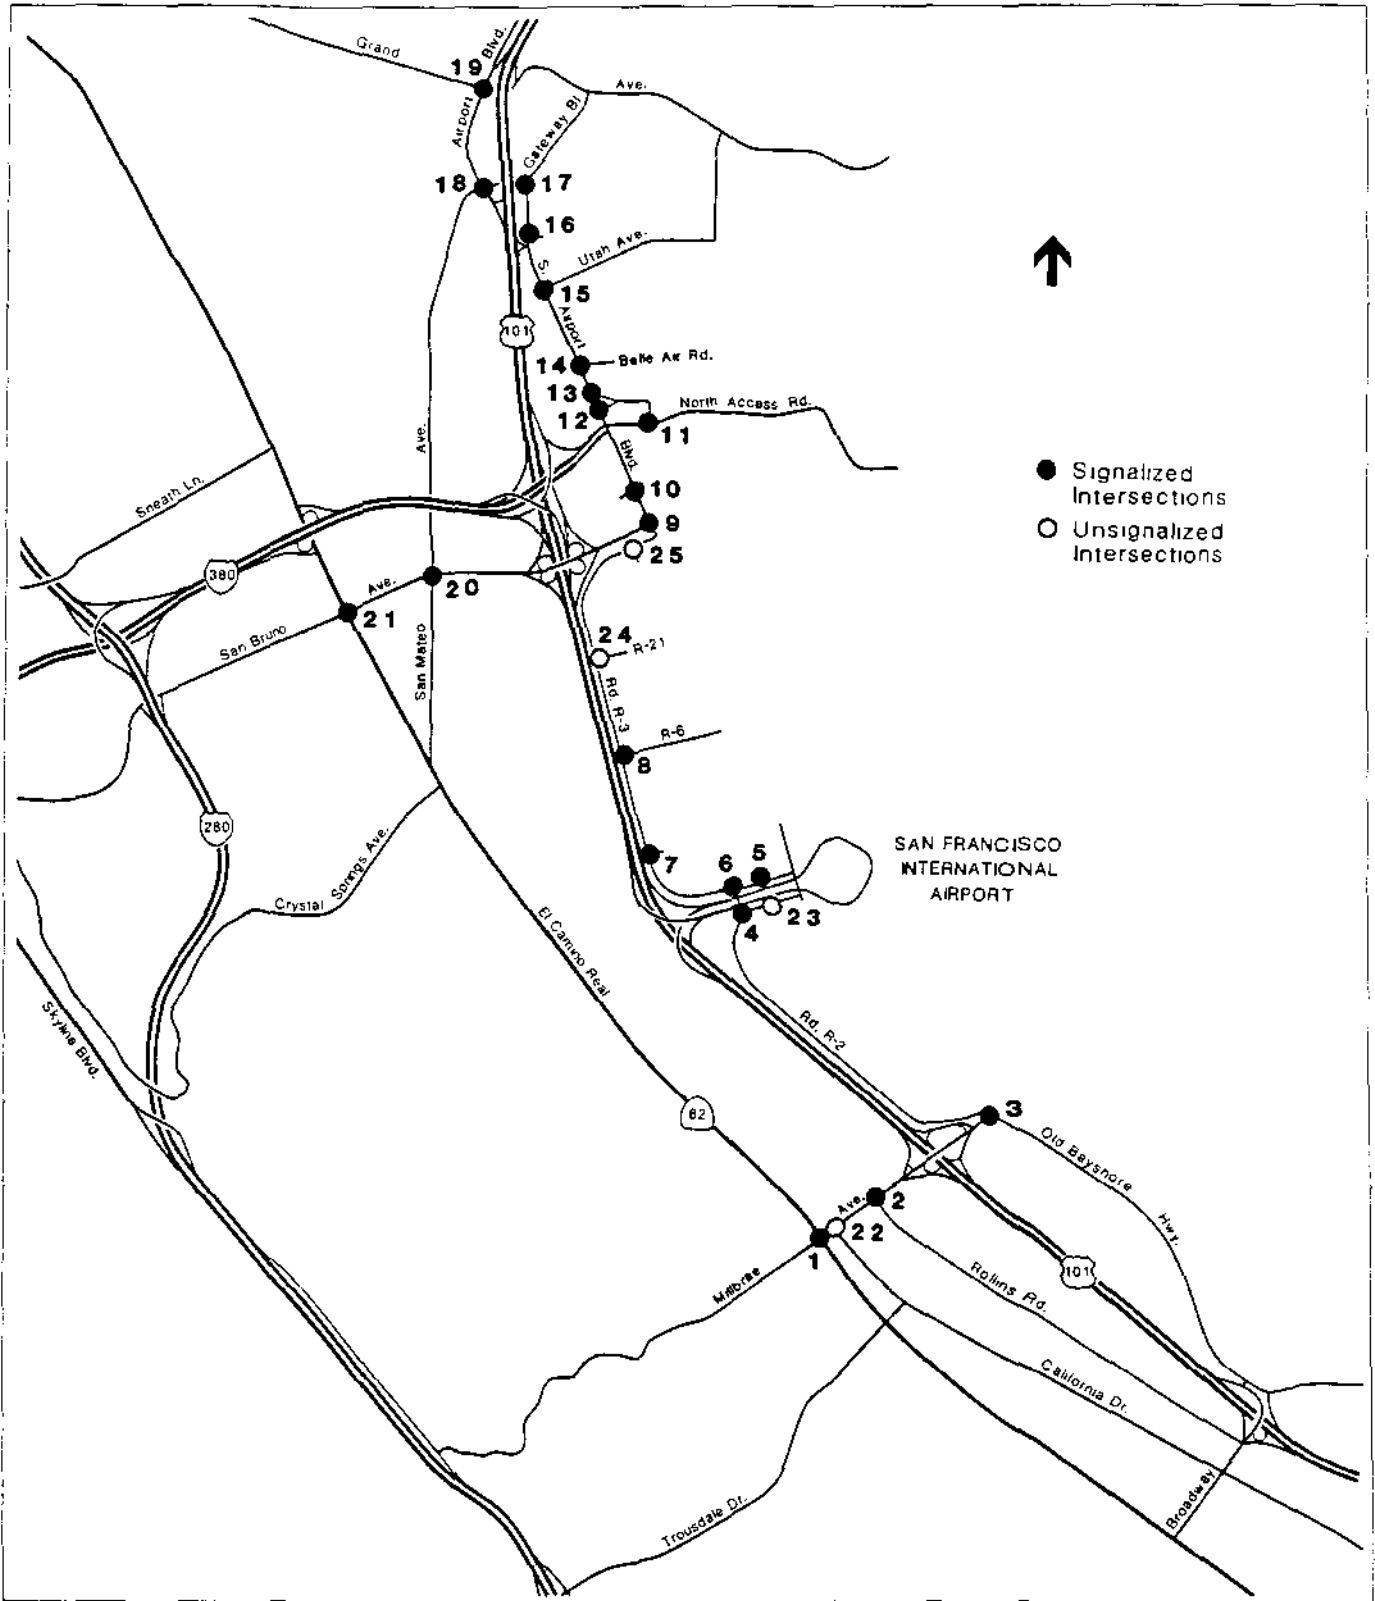 Grand
Blvd.
19
Airport
Ave.
Gateway Bl
18
17
16
S.
Utah Ave.
15
101
Airport
14
Belle Air Rd.
13
12
North Access Rd.
11
Ave.
Blvd.
Sneath Ln.
10
9
25
Signalized
Intersections
Unsignalized
Intersections
380
Ave.
20
21
San Bruno
San Mateo
24
R-21
Rd. R-3
R-6
8
280
7
6
5
SAN FRANCISCO
INTERNATIONAL
AIRPORT
Crystal
Springs Ave.
4
23
El Camino Real
Skyline Blvd.
Rd. R-2
82
3
Old Bayshore
Hwy.
Ave.
2
22
1
Millbrae
Rollins Rd.
101
California Dr.
Broadway
Trousdale Dr.